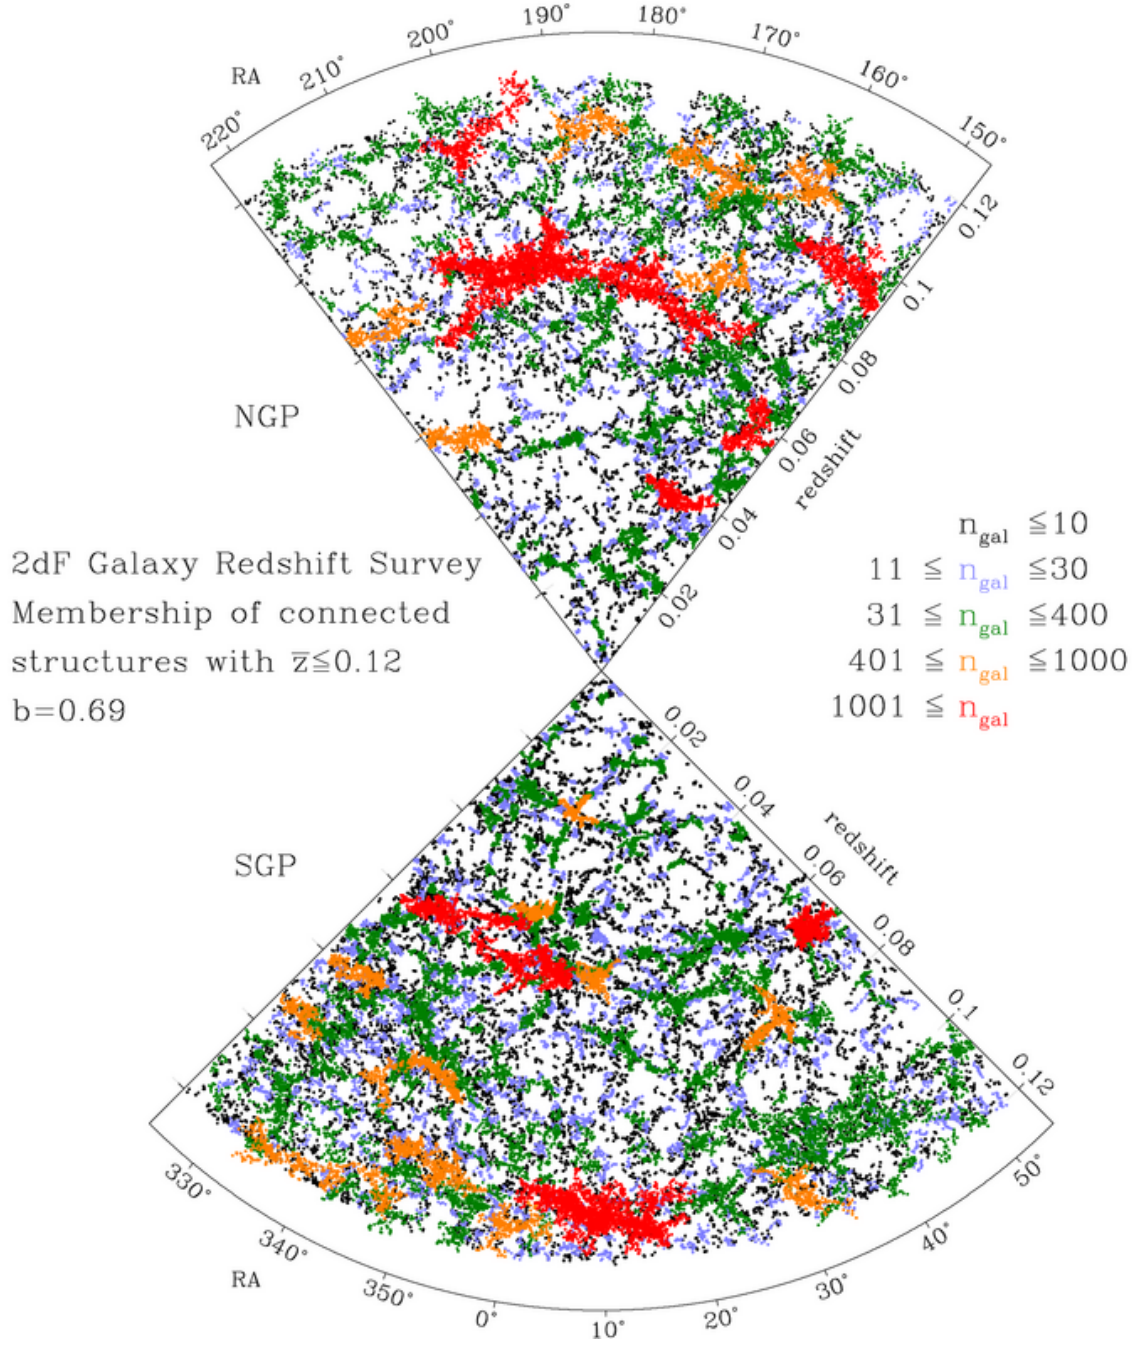 190° 180°
200° 170°
RA 210° 160°
220° 150°
0.12
0.1
0.08
NGP
0.06
redshift
0.04
0.02
n_gal ≦10
11 ≦ n_gal ≦30
31 ≦ n_gal ≦400
401 ≦ n_gal ≦1000
1001 ≦ n_gal
2dF Galaxy Redshift Survey
Membership of connected
structures with z̅≦0.12
b=0.69
0.02
0.04
redshift
SGP
0.06
0.08
0.1
0.12
330° 50°
340° 40°
RA 350° 30°
0° 10° 20°